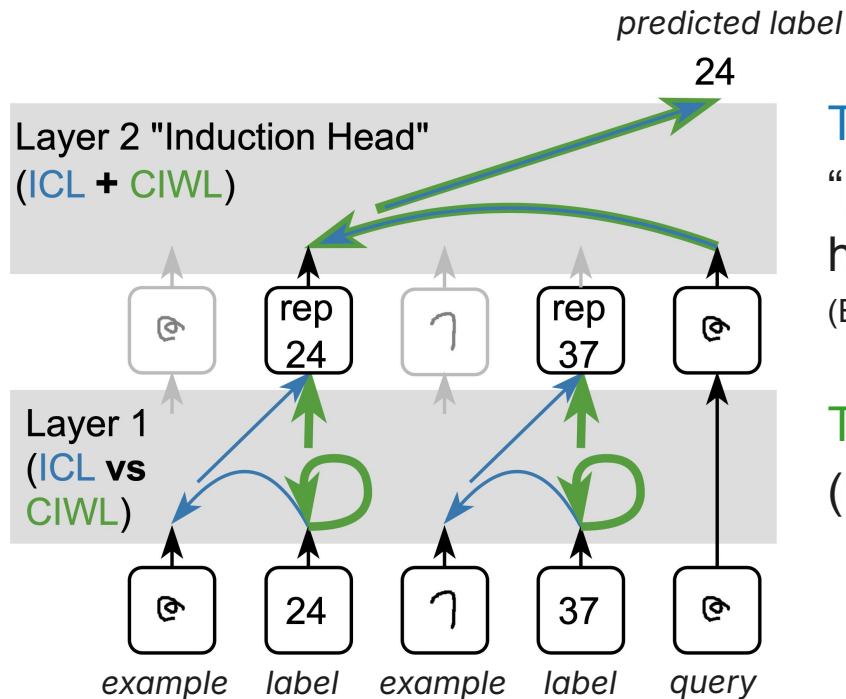 predicted label
24
Layer 2 "Induction Head"
(ICL + CIWL)
rep
24
rep
37
Layer 1
(ICL vs
CIWL)
24
37
example label example label query
T
“
h
(E
T
(